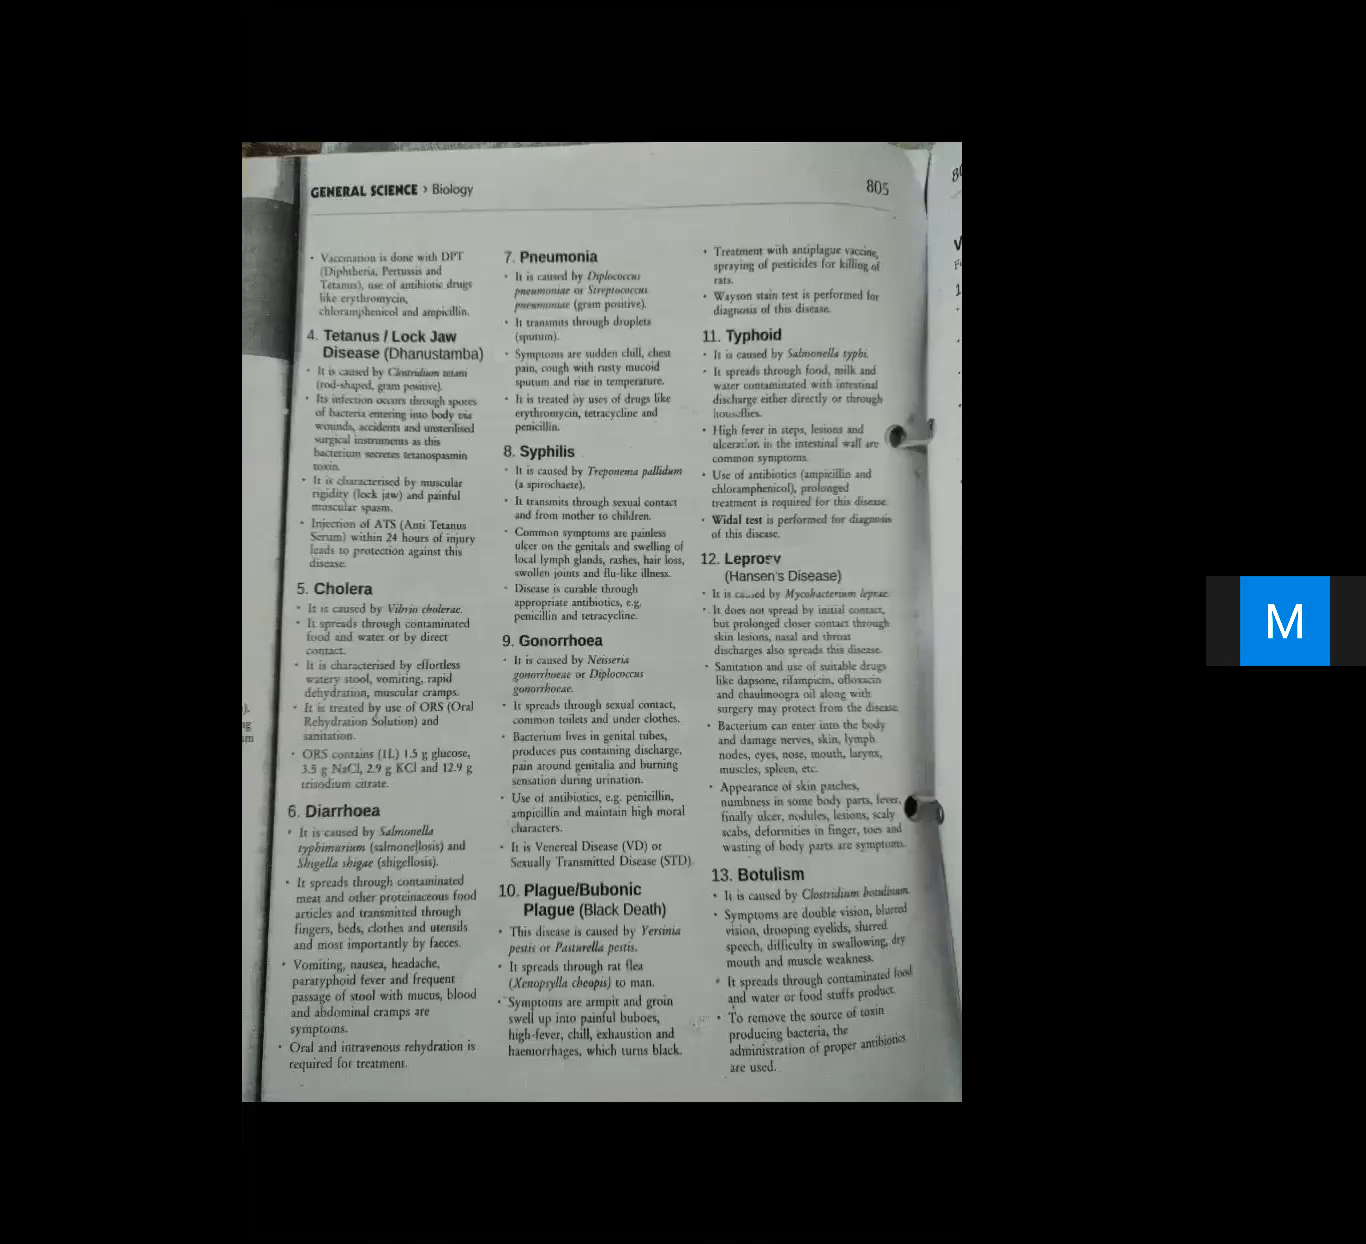 GENERAL SCIENCE > Biology
805
• Vaccination is done with DPT
(Diphtheria, Pertussis and
Tetanus), use of antibiotic drugs
like erythromycin,
chloramphenicol and ampicillin.
4. Tetanus / Lock Jaw
Disease (Dhanustamba)
• It is caused by Clostridium tetani
(rod-shaped, gram positive).
• Its infection occurs through spores
of bacteria entering into body via
wounds, accidents and unsterilised
surgical instruments as this
bacterium secretes tetanospasmin
toxin.
• It is characterised by muscular
rigidity (lock jaw) and painful
muscular spasm.
• Injection of ATS (Anti Tetanus
Serum) within 24 hours of injury
leads to protection against this
disease.
5. Cholera
• It is caused by Vibrio cholerae.
• It spreads through contaminated
food and water or by direct
contact.
• It is characterised by effortless
watery stool, vomiting, rapid
dehydration, muscular cramps.
• It is treated by use of ORS (Oral
Rehydration Solution) and
sanitation.
• ORS contains (1L) 1.5 g glucose,
3.5 g NaCl, 2.9 g KCl and 12.9 g
trisodium citrate.
6. Diarrhoea
• It is caused by Salmonella
typhimurium (salmonellosis) and
Shigella shigae (shigellosis).
• It spreads through contaminated
meat and other proteinaceous food
articles and transmitted through
fingers, beds, clothes and utensils
and most importantly by faeces.
• Vomiting, nausea, headache,
paratyphoid fever and frequent
passage of stool with mucus, blood
and abdominal cramps are
symptoms.
• Oral and intravenous rehydration is
required for treatment.
7. Pneumonia
• It is caused by Diplococcus
pneumoniae or Streptococcus
pneumoniae (gram positive).
• It transmits through droplets
(sputum).
• Symptoms are sudden chill, chest
pain, cough with rusty mucoid
sputum and rise in temperature.
• It is treated by uses of drugs like
erythromycin, tetracycline and
penicillin.
8. Syphilis
• It is caused by Treponema pallidum
(a spirochaete).
• It transmits through sexual contact
and from mother to children.
• Common symptoms are painless
ulcer on the genitals and swelling of
local lymph glands, rashes, hair loss,
swollen joints and flu-like illness.
• Disease is curable through
appropriate antibiotics, e.g.
penicillin and tetracycline.
9. Gonorrhoea
• It is caused by Neisseria
gonorrhoeae or Diplococcus
gonorrhoeae.
• It spreads through sexual contact,
common toilets and under clothes.
• Bacterium lives in genital tubes,
produces pus containing discharge,
pain around genitalia and burning
sensation during urination.
• Use of antibiotics, e.g. penicillin,
ampicillin and maintain high moral
characters.
• It is Venereal Disease (VD) or
Sexually Transmitted Disease (STD).
10. Plague/Bubonic
Plague (Black Death)
• This disease is caused by Yersinia
pestis or Pasturella pestis.
• It spreads through rat flea
(Xenopsylla cheopis) to man.
• Symptoms are armpit and groin
swell up into painful buboes,
high-fever, chill, exhaustion and
haemorrhages, which turns black.
• Treatment with antiplague vaccine,
spraying of pesticides for killing of
rats.
• Wayson stain test is performed for
diagnosis of this disease.
11. Typhoid
• It is caused by Salmonella typhi.
• It spreads through food, milk and
water contaminated with intestinal
discharge either directly or through
houseflies.
• High fever in steps, lesions and
ulceration in the intestinal wall are
common symptoms.
• Use of antibiotics (ampicillin and
chloramphenicol), prolonged
treatment is required for this disease.
• Widal test is performed for diagnosis
of this disease.
12. Leprosy
(Hansen's Disease)
• It is caused by Mycobacterium leprae.
• It does not spread by initial contact,
but prolonged closer contact through
skin lesions, nasal and throat
discharges also spreads this disease.
• Sanitation and use of suitable drugs
like dapsone, rifampicin, ofloxacin
and chaulmoogra oil along with
surgery may protect from the disease.
• Bacterium can enter into the body
and damage nerves, skin, lymph
nodes, eyes, nose, mouth, larynx,
muscles, spleen, etc.
• Appearance of skin patches,
numbness in some body parts, fever,
finally ulcer, nodules, lesions, scaly
scabs, deformities in finger, toes and
wasting of body parts are symptoms.
13. Botulism
• It is caused by Clostridium botulinum.
• Symptoms are double vision, blurred
vision, drooping eyelids, slurred
speech, difficulty in swallowing, dry
mouth and muscle weakness.
• It spreads through contaminated food
and water or food stuffs product.
• To remove the source of toxin
producing bacteria, the
administration of proper antibiotics
are used.
M